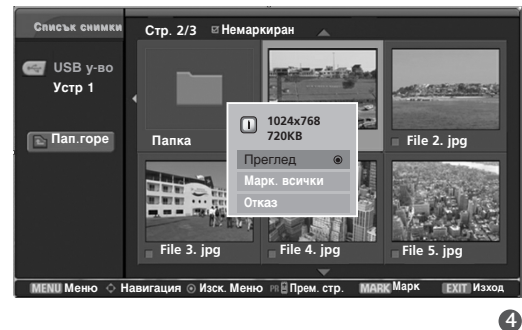 Списък снимки
Стр. 2/3 Немаркиран
USB у-во
Устр 1
Пап.горе
Папка
1024x768
720KB
Преглед
Марк. всички
Отказ
File 2. jpg
File 3. jpg
File 4. jpg
File 5. jpg
MENU Меню Навигация Изск. Меню PR Прем. стр. MARK Марк EXIT Изход
4